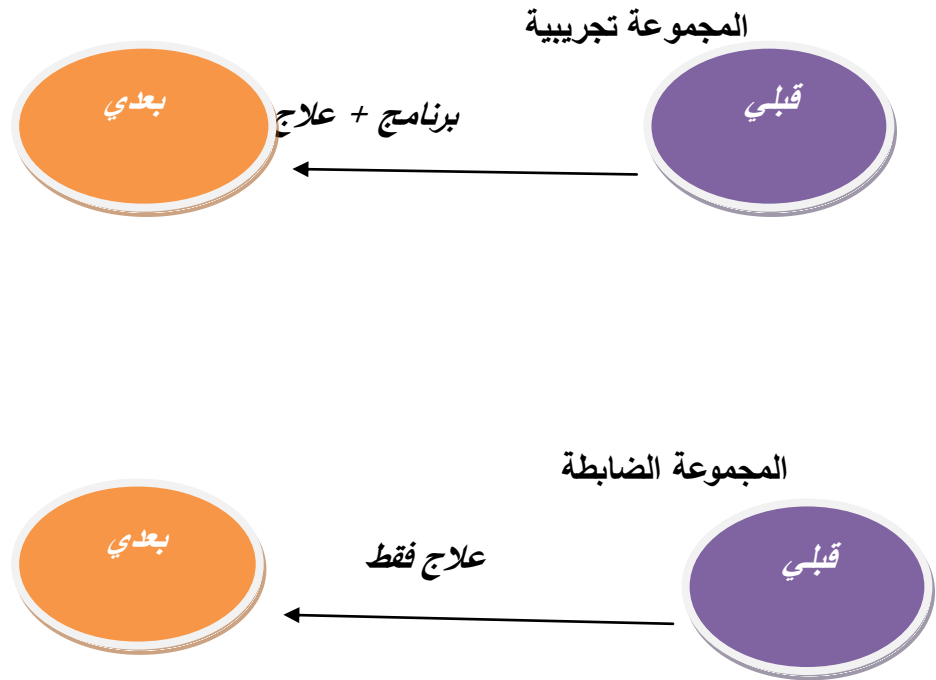 المجموعة تجريبية
قبلي
برنامج + علاج
بعدي
المجموعة الضابطة
قبلي
علاج فقط
بعدي